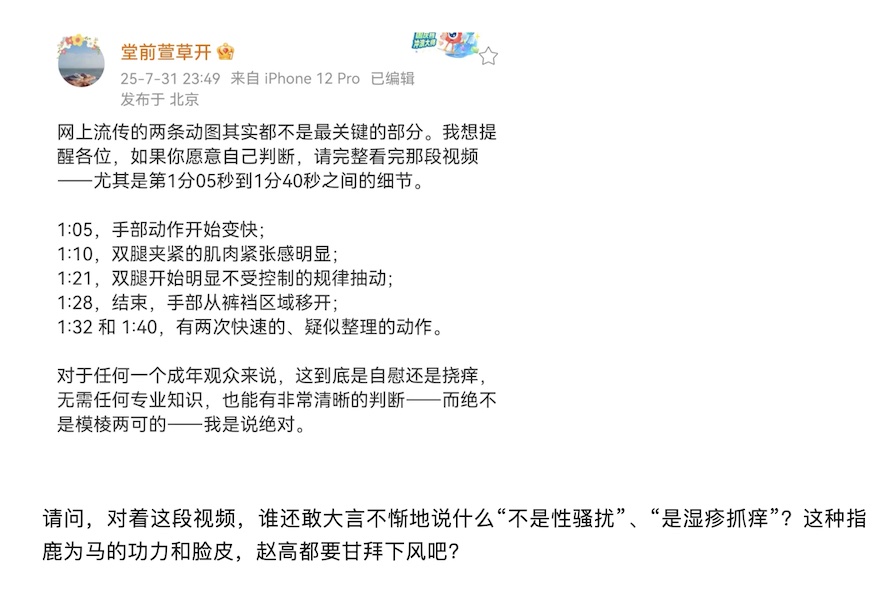 堂前萱草开
25-7-31 23:49 来自 iPhone 12 Pro 已编辑
发布于 北京
网上流传的两条动图其实都不是最关键的部分。我想提
醒各位，如果你愿意自己判断，请完整看完那段视频
——尤其是第1分05秒到1分40秒之间的细节。
1:05，手部动作开始变快；
1:10，双腿夹紧的肌肉紧张感明显；
1:21，双腿开始明显不受控制的规律抽动；
1:28，结束，手部从裤裆区域移开；
1:32 和 1:40，有两次快速的、疑似整理的动作。
对于任何一个成年观众来说，这到底是自慰还是挠痒，
无需任何专业知识，也能有非常清晰的判断——而绝不
是模棱两可的——我是说绝对。
请问，对着这段视频，谁还敢大言不惭地说什么“不是性骚扰”、“是湿疹抓痒”？这种指
鹿为马的功力和脸皮，赵高都要甘拜下风吧？